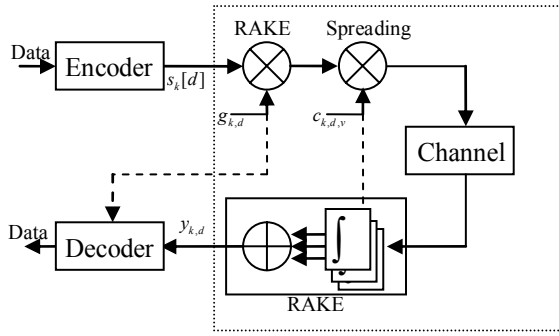 RAKE
Spreading
Data
Encoder
s_k[d]
g_{k,d}
c_{k,d,v}
Channel
Data
Decoder
y_{k,d}
∫
RAKE